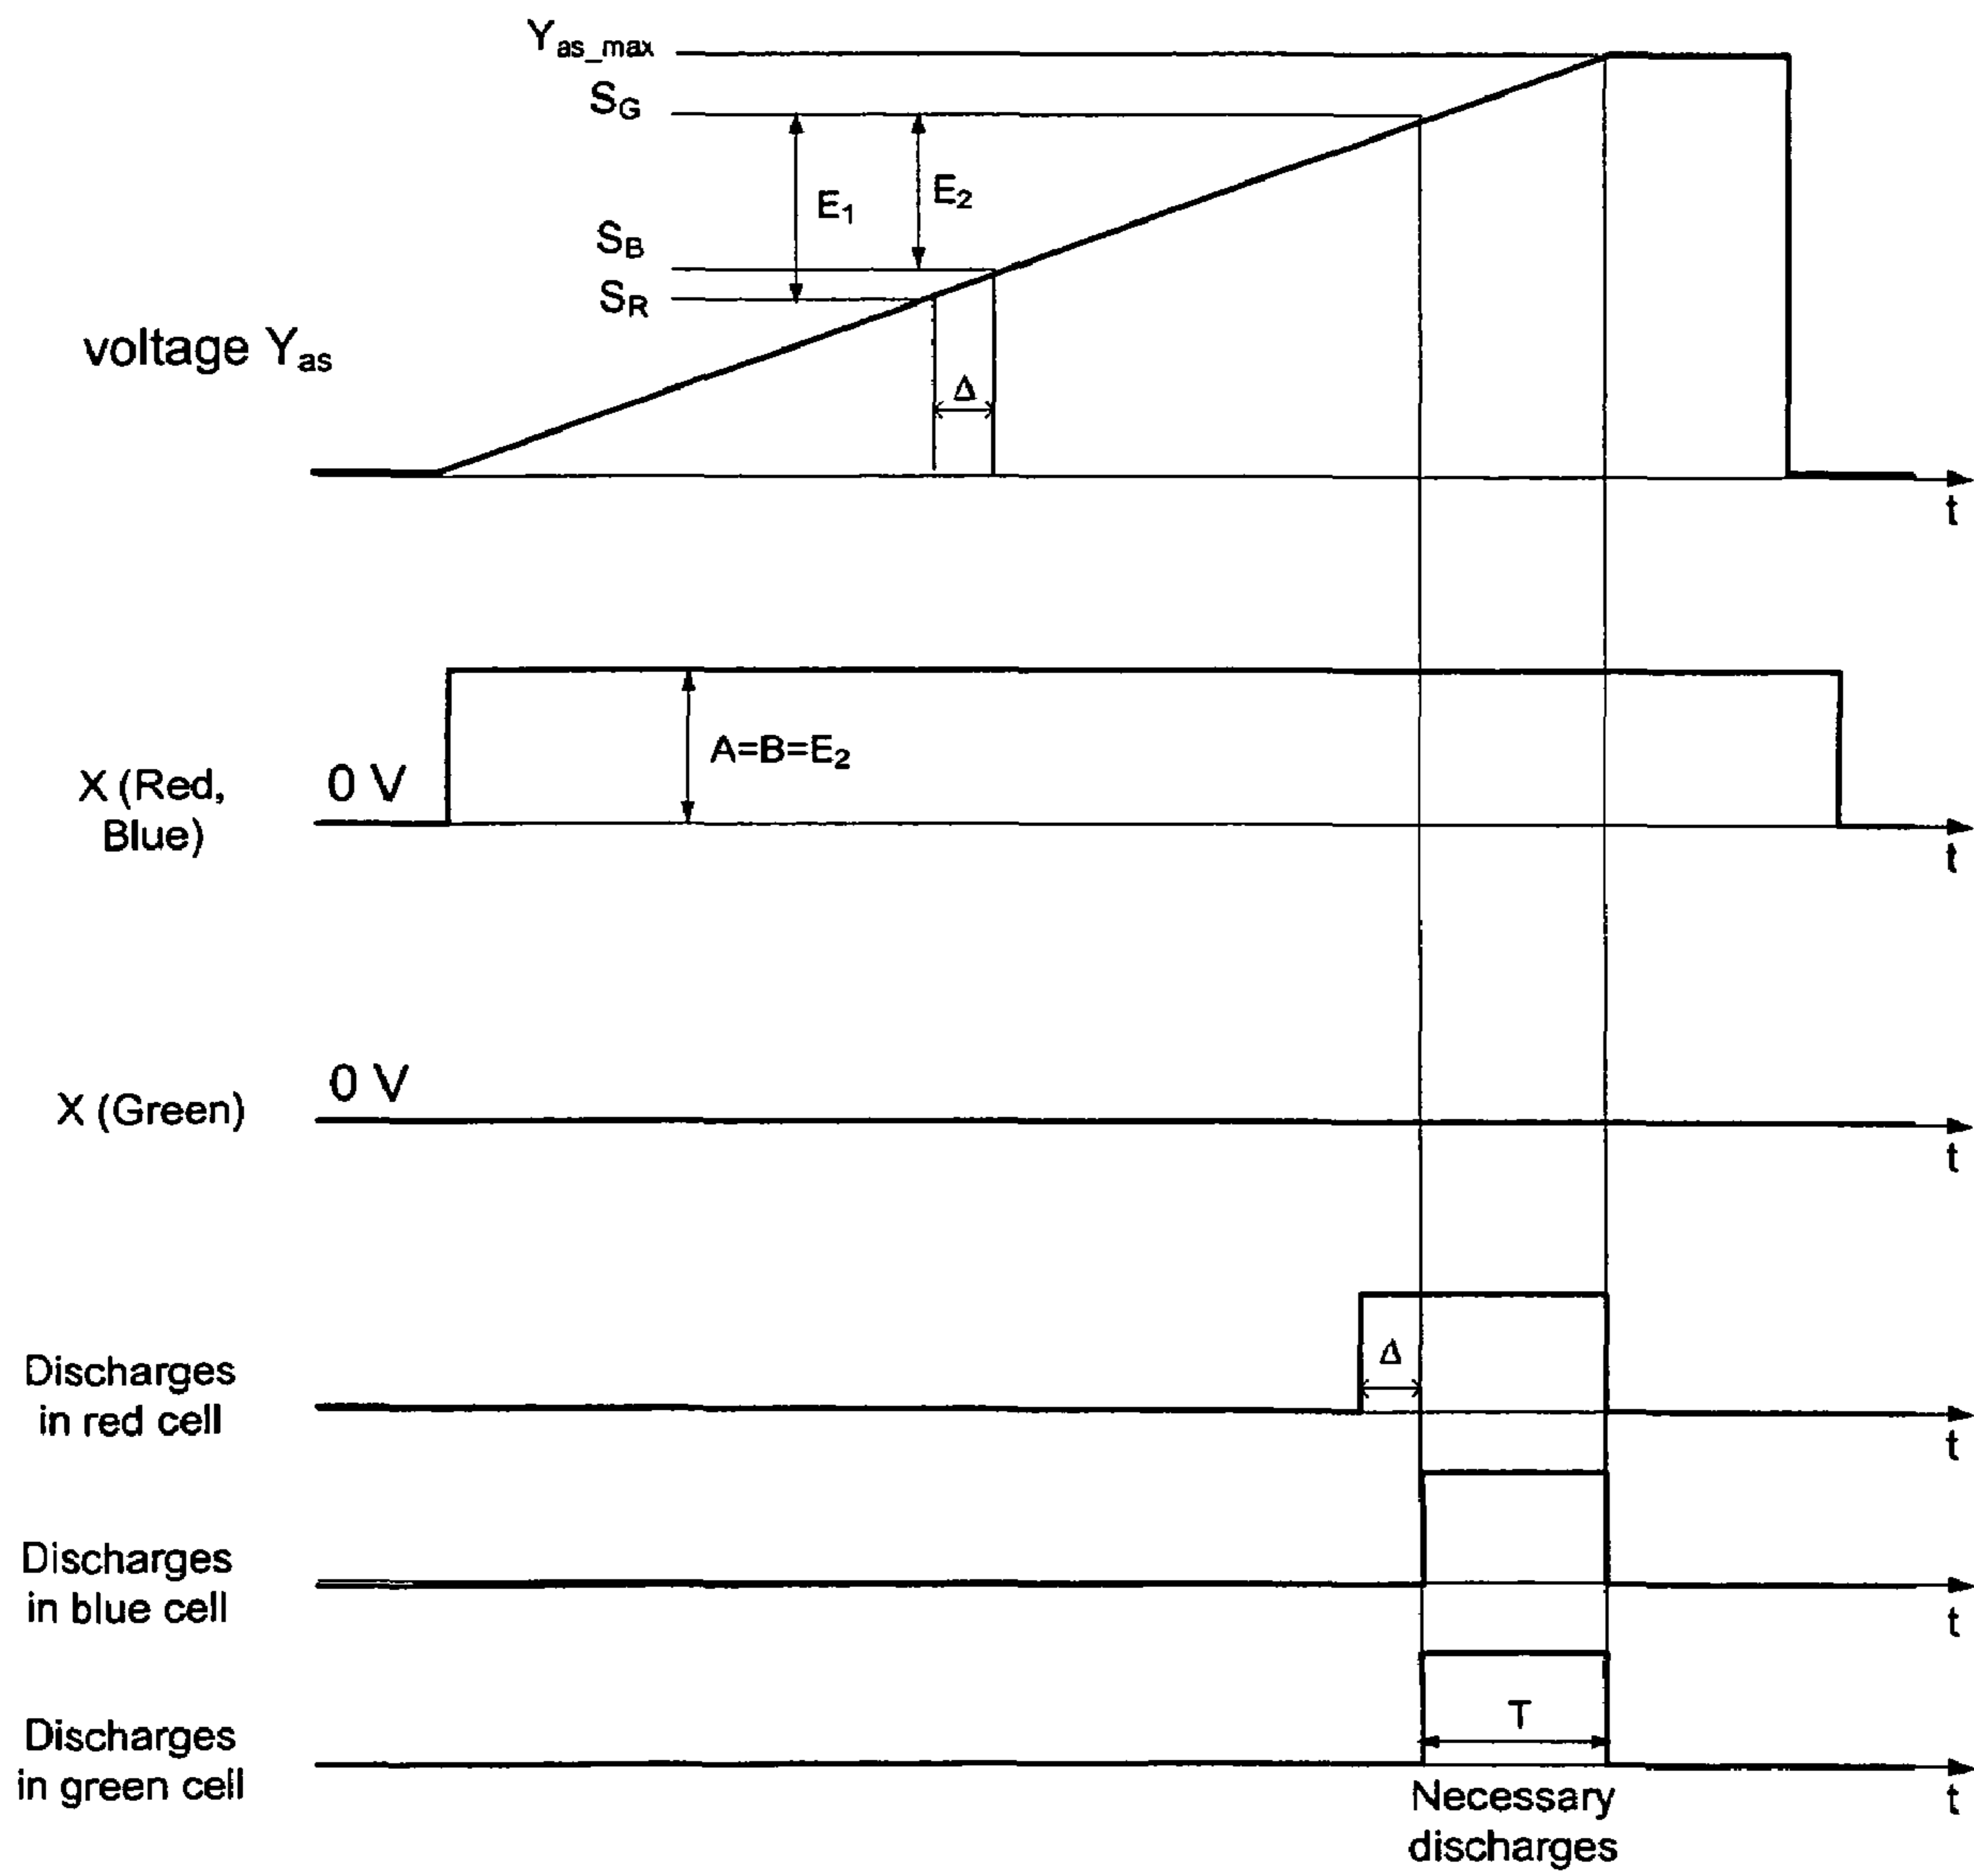 Yas_max
SG
E1
E2
SB
SR
voltage Yas
Δ
t
A=B=E2
X (Red,
Blue)
0 V
t
0 V
X (Green)
t
Δ
Discharges
in red cell
t
Discharges
in blue cell
t
T
Discharges
in green cell
t
Necessary
discharges